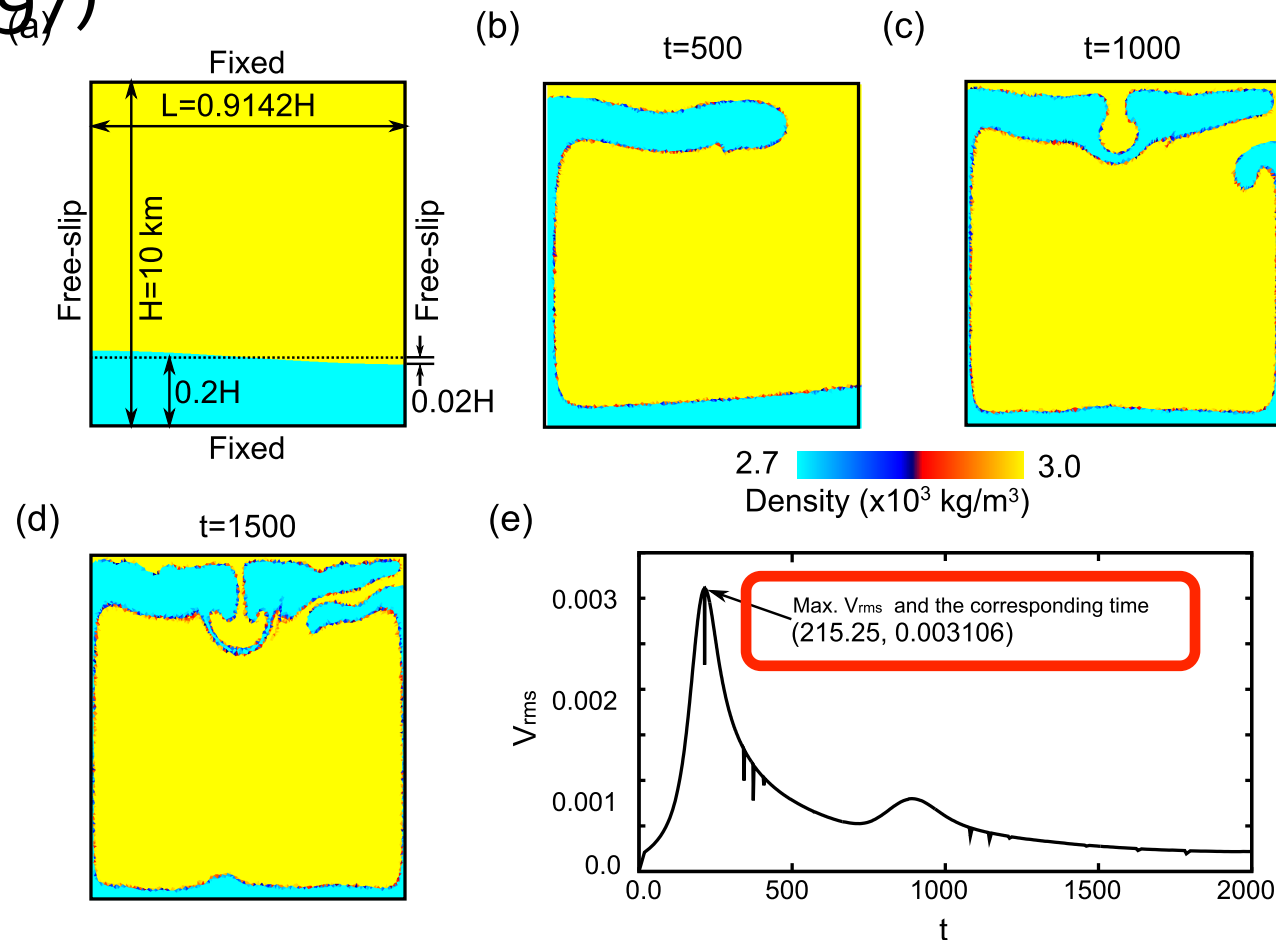 g/)
(a)
Fixed
L=0.9142H
H=10 km
Free-slip
Free-slip
0.2H
0.02H
Fixed
(b)
t=500
(c)
t=1000
2.7
3.0
Density (x10³ kg/m³)
(d)
t=1500
(e)
Max. Vrms and the corresponding time
(215.25, 0.003106)
Vrms
0.003
0.002
0.001
0.0
0.0
500
1000
1500
2000
t